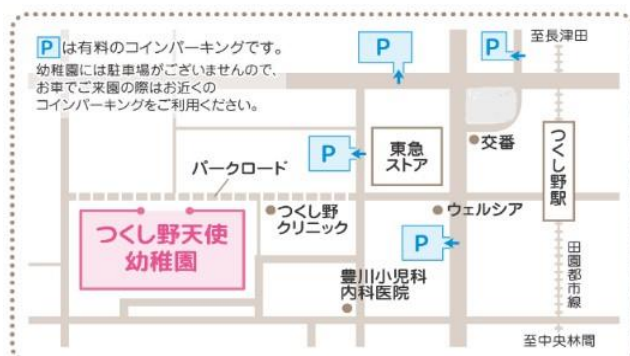 Pは有料のコインパーキングです。
幼稚園には駐車場がございませんので、
お車でご来園の際はお近くの
コインパーキングをご利用ください。
P
P
至長津田
P
東急
ストア
交番
つくし野駅
パークロード
つくし野
クリニック
ウェルシア
つくし野天使
幼稚園
P
豊川小児科
内科医院
田園都市線
至中央林間